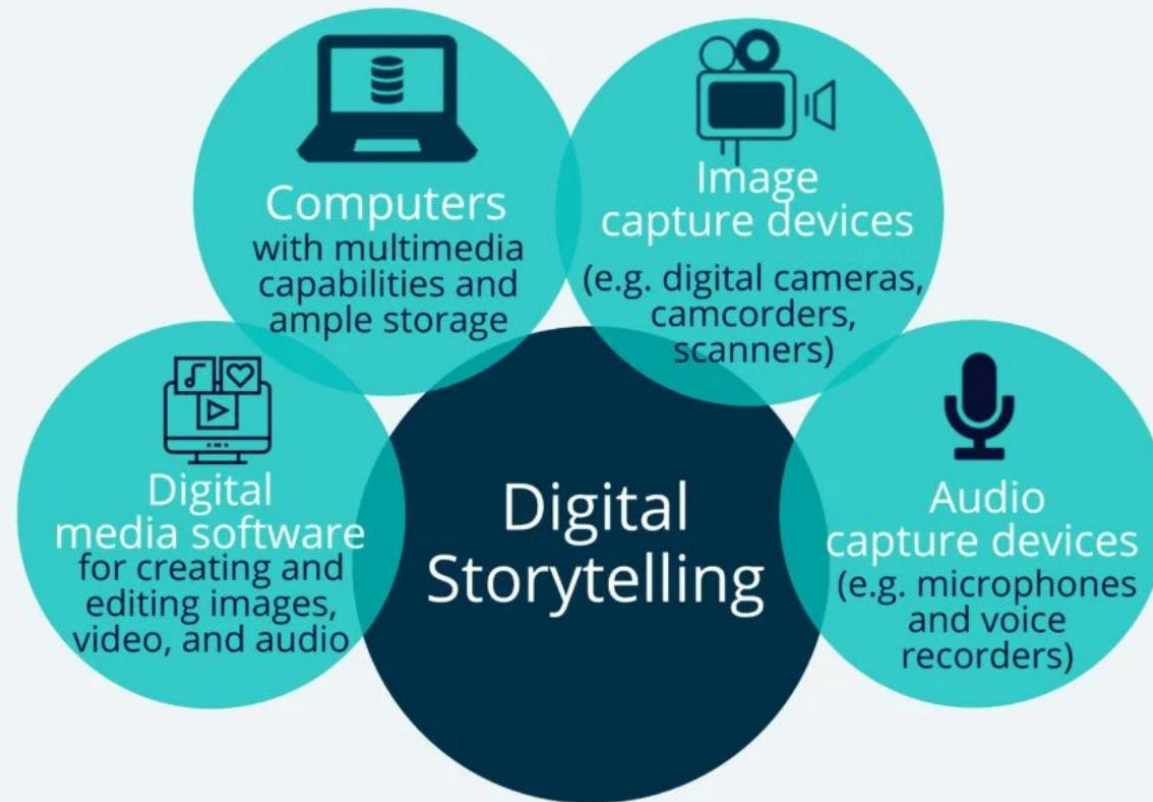 Computers
with multimedia
capabilities and
ample storage
Image
capture devices
(e.g. digital cameras,
camcorders,
scanners)
Digital
media software
for creating and
editing images,
video, and audio
Digital
Storytelling
Audio
capture devices
(e.g. microphones
and voice
recorders)